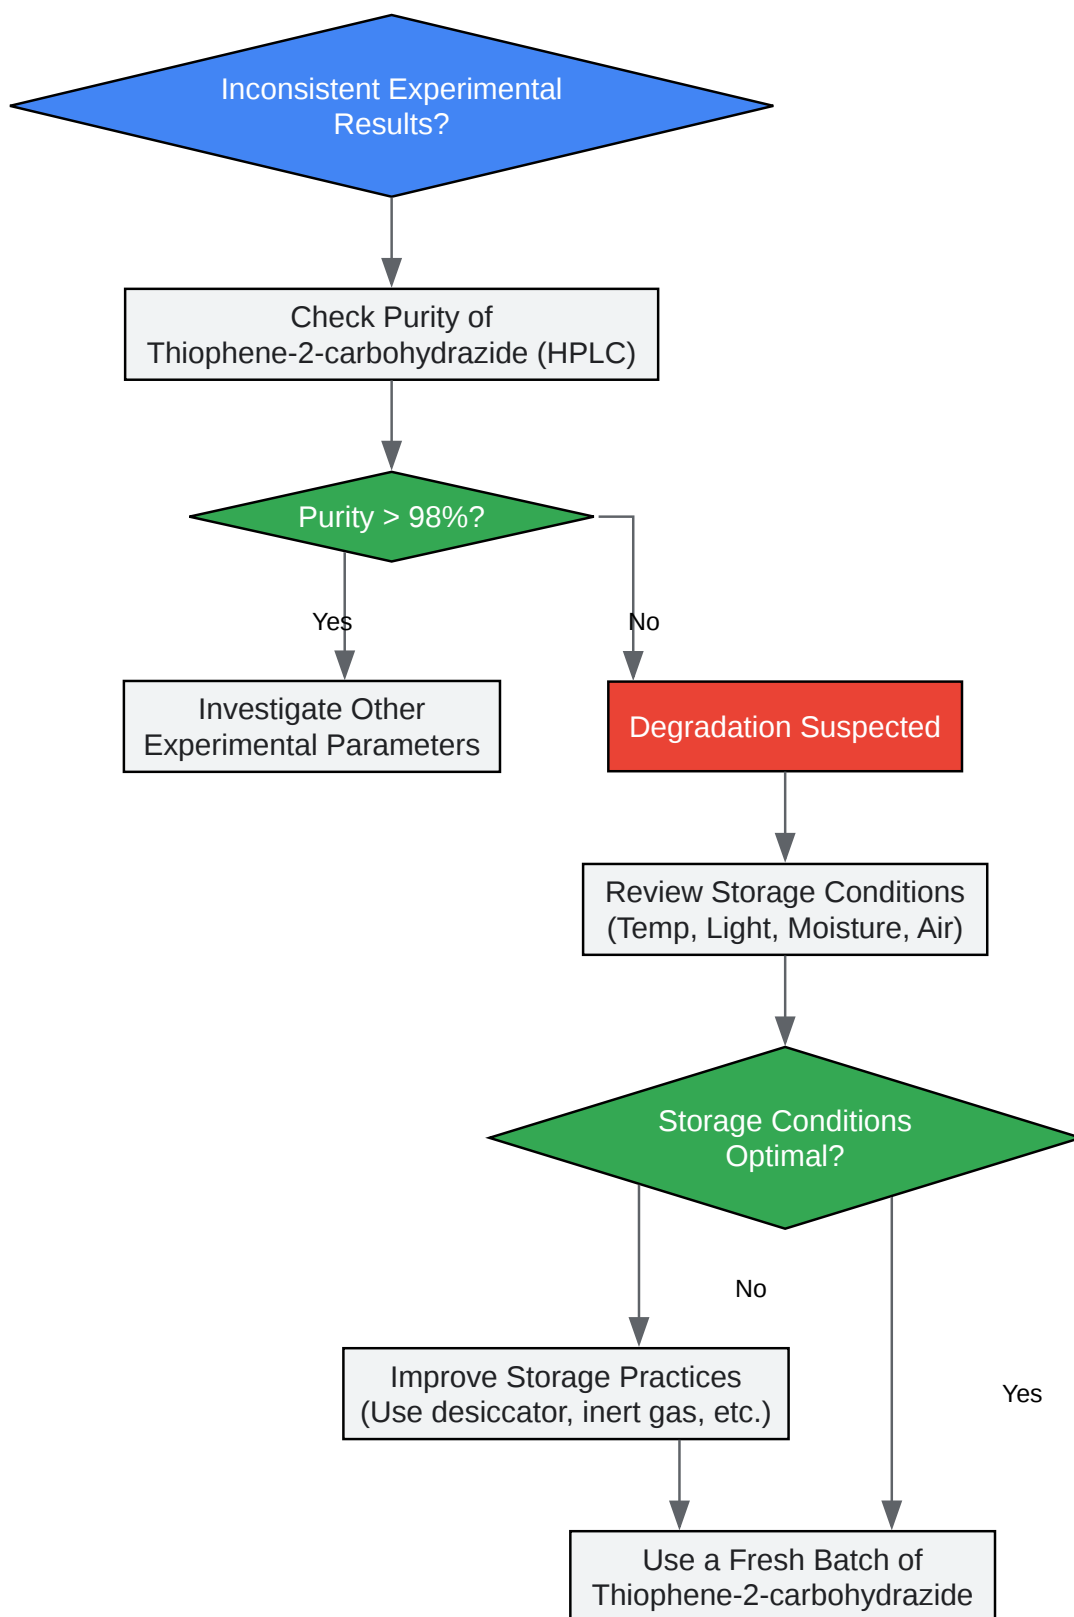 Inconsistent Experimental
Results?
Check Purity of
Thiophene-2-carbohydrazide (HPLC)
Purity > 98%?
Yes
No
Investigate Other
Experimental Parameters
Degradation Suspected
Review Storage Conditions
(Temp, Light, Moisture, Air)
Storage Conditions
Optimal?
No
Improve Storage Practices
(Use desiccator, inert gas, etc.)
Yes
Use a Fresh Batch of
Thiophene-2-carbohydrazide